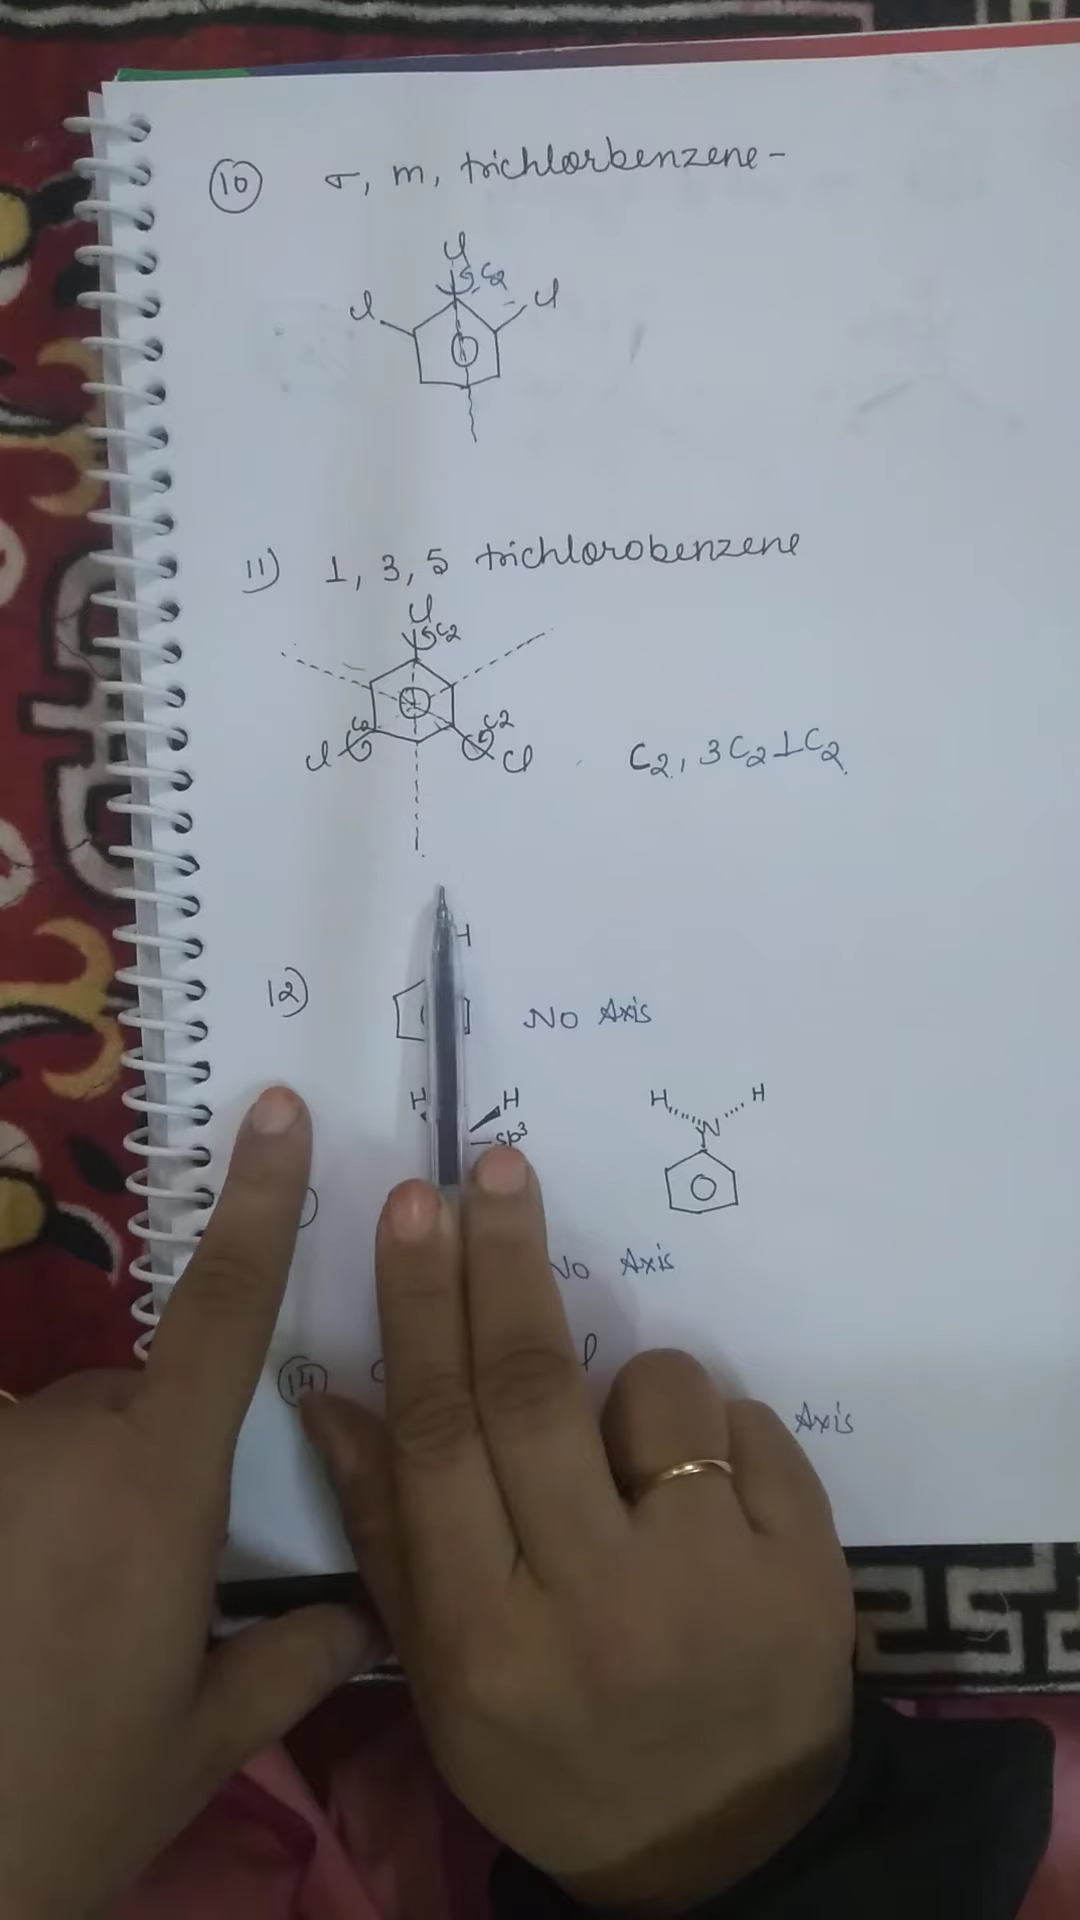 10 σ, m, trichlorbenzene -
Cl
C2
Cl Cl
11) 1, 3, 5 trichlorobenzene
Cl
C2
C2 C2
Cl Cl
C2, 3C2⊥C2
H
12) NO Axis
H H H H
sp³ N
NO Axis
14
Axis